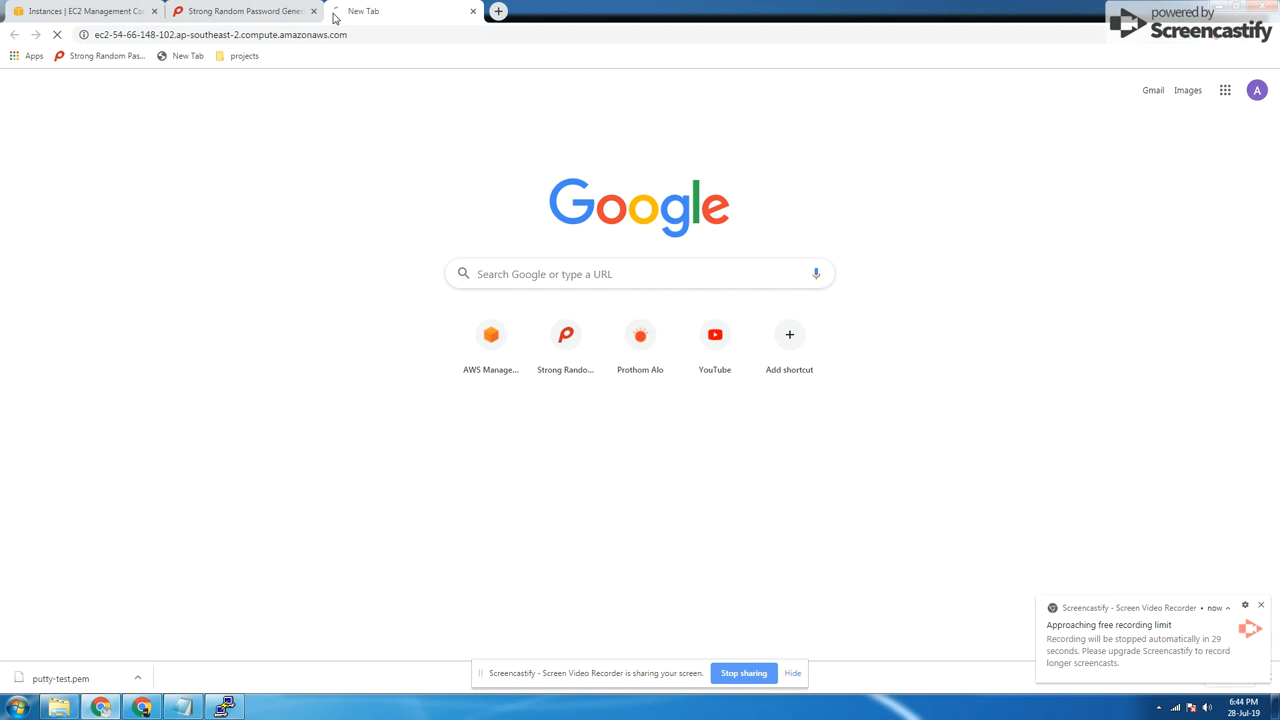 Instances | EC2 Management Co
Strong Random Password Gene
New Tab
powered by
Screencastify
ec2-54-66-148-102.ap-southeast-2.compute.amazonaws.com
Apps
Strong Random Pas...
New Tab
projects
Gmail
Images
A
Google
Search Google or type a URL
AWS Manage...
Strong Rando...
Prothom Alo
YouTube
Add shortcut
Screencastify - Screen Video Recorder • now
Approaching free recording limit
Recording will be stopped automatically in 29
seconds. Please upgrade Screencastify to record
longer screencasts.
putty-test.pem
Screencastify - Screen Video Recorder is sharing your screen.
Stop sharing
Hide
6:44 PM
28-Jul-19